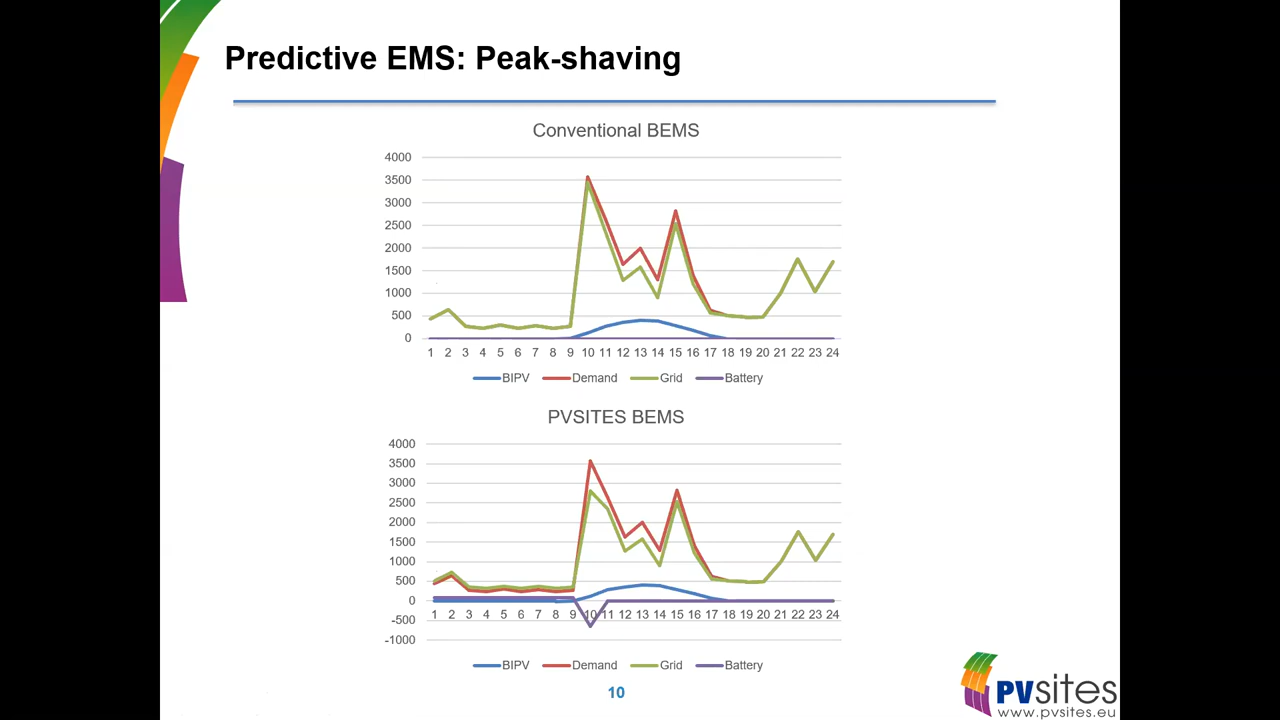 Predictive EMS: Peak-shaving
Conventional BEMS
4000
3500
3000
2500
2000
1500
1000
500
0
1 2 3 4 5 6 7 8 9 10 11 12 13 14 15 16 17 18 19 20 21 22 23 24
BIPV Demand Grid Battery
PVSITES BEMS
4000
3500
3000
2500
2000
1500
1000
500
0
1 2 3 4 5 6 7 8 9 10 11 12 13 14 15 16 17 18 19 20 21 22 23 24
-500
-1000
BIPV Demand Grid Battery
10
PVsites
www.pvsites.eu